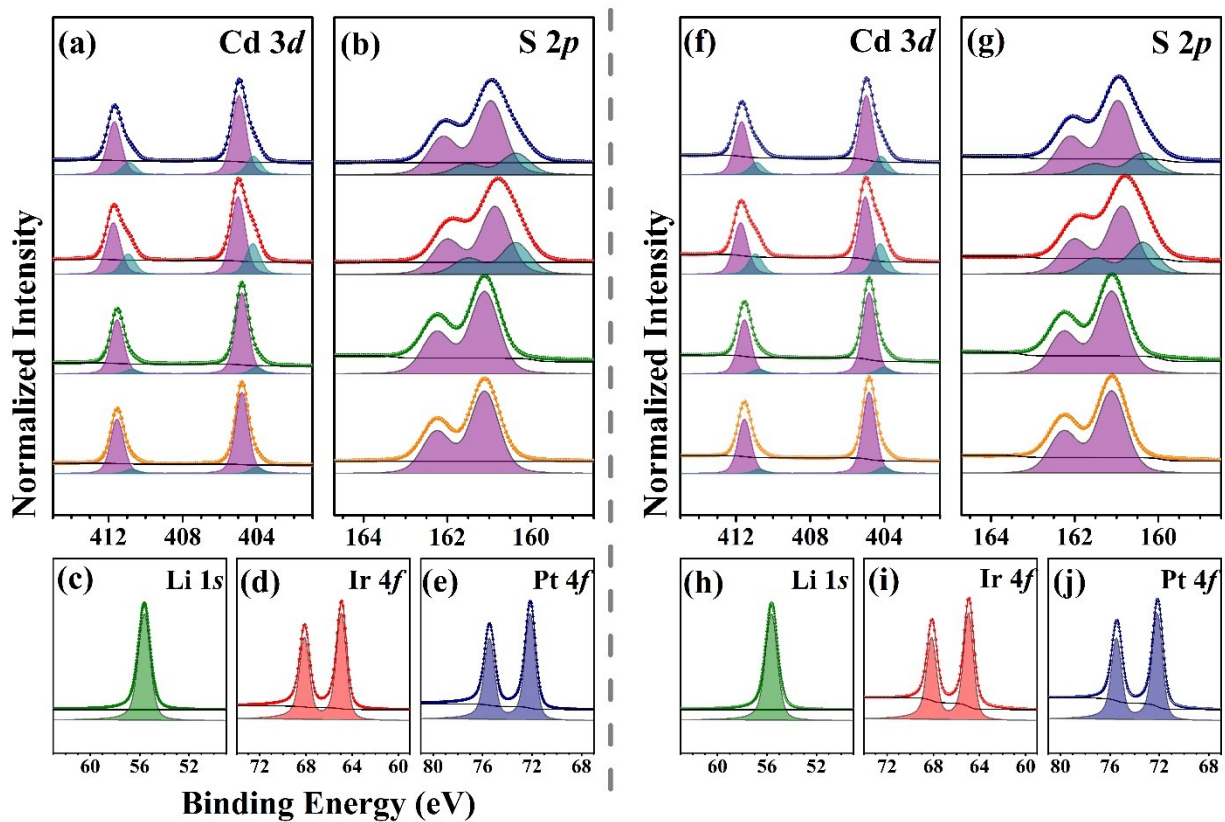 (a) Cd 3d
(b) S 2p
(f) Cd 3d
(g) S 2p
Normalized Intensity
Normalized Intensity
412 408 404
164 162 160
412 408 404
164 162 160
(c) Li 1s
(d) Ir 4f
(e) Pt 4f
(h) Li 1s
(i) Ir 4f
(j) Pt 4f
60 56 52
72 68 64 60
80 76 72 68
60 56 52
72 68 64 60
80 76 72 68
Binding Energy (eV)